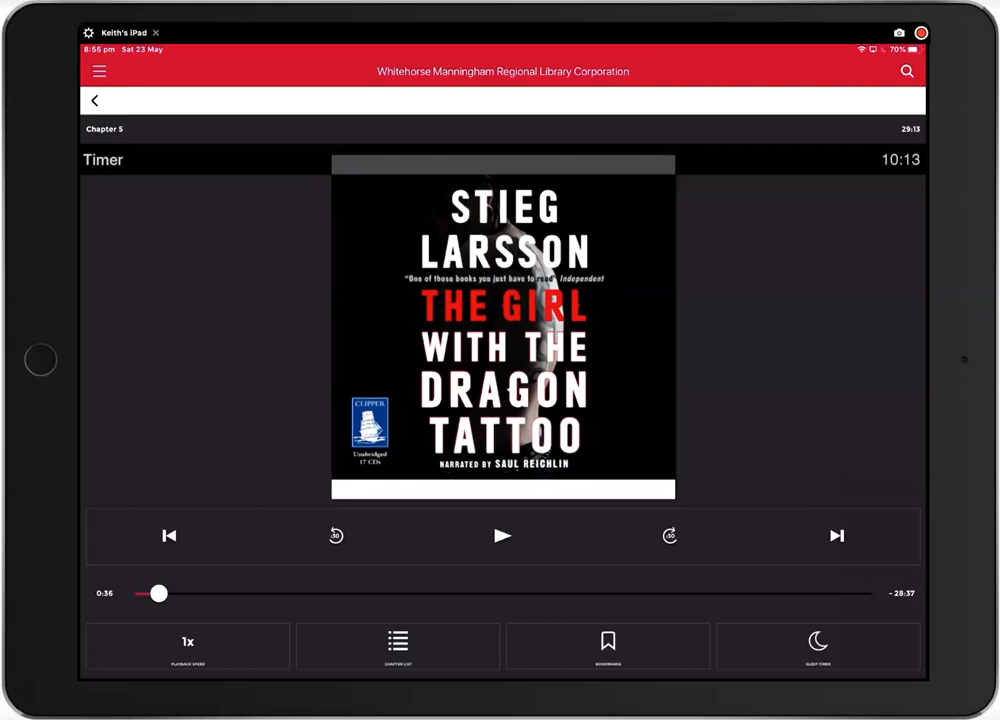 Keith's iPad
8:55 pm Sat 23 May
70%
Whitehorse Manningham Regional Library Corporation
Chapter 5
29:13
Timer
10:13
STIEG
LARSSON
"One of those books you just have to read" Independent
THE GIRL
WITH THE
DRAGON
TATTOO
NARRATED BY SAUL REICHLIN
CLIPPER
Unabridged
17 CDs
30
30
0:36
- 28:37
1x
PLAYBACK SPEED
CHAPTER LIST
BOOKMARKS
SLEEP TIMER